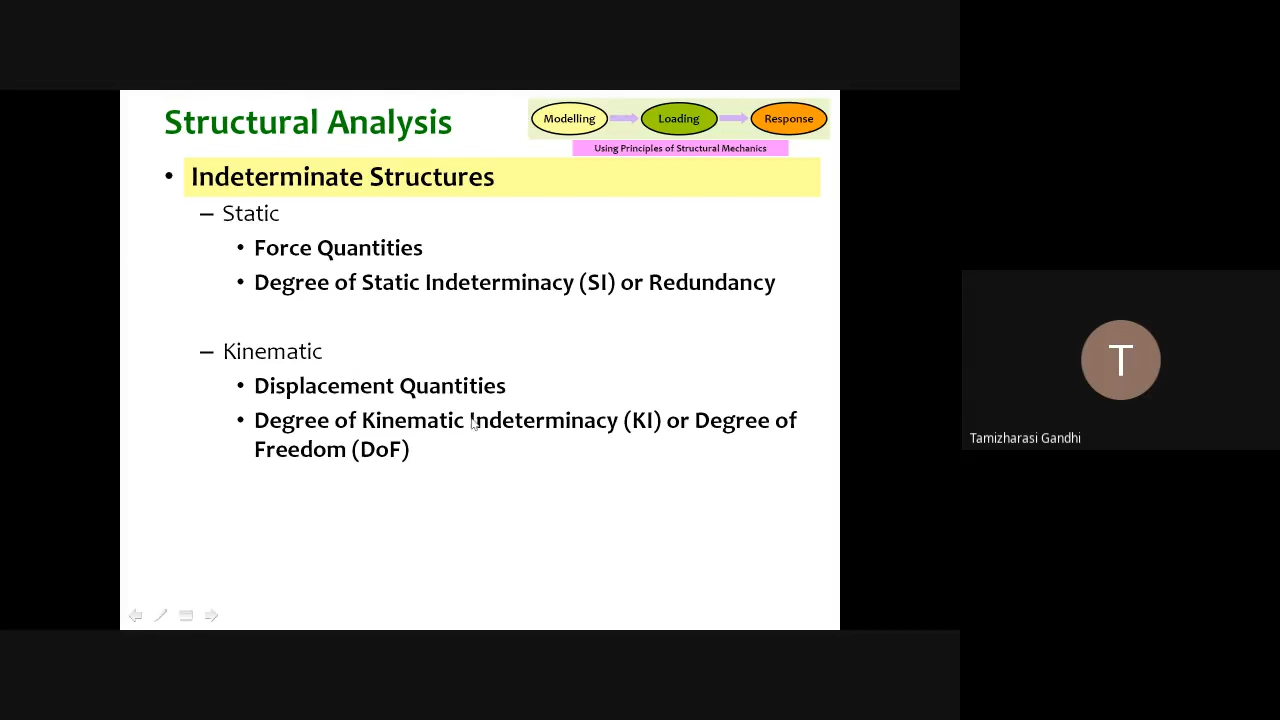 Structural Analysis
Modelling
Loading
Response
Using Principles of Structural Mechanics
• Indeterminate Structures
– Static
• Force Quantities
• Degree of Static Indeterminacy (SI) or Redundancy
– Kinematic
• Displacement Quantities
• Degree of Kinematic Indeterminacy (KI) or Degree of
Freedom (DoF)
T
Tamizharasi Gandhi